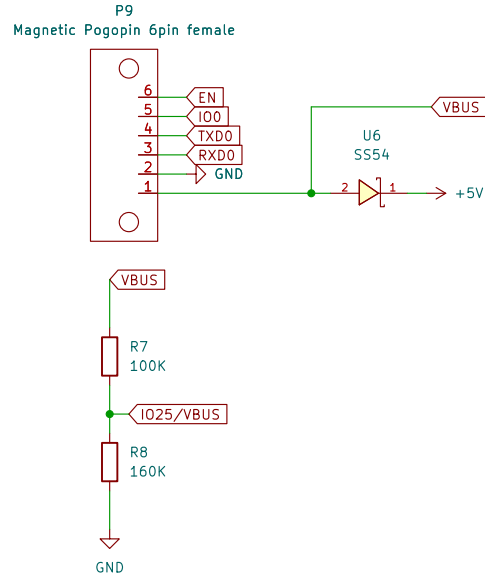 P9
Magnetic Pogopin 6pin female
6 EN
5 IO0
4 TXD0
3 RXD0
2 GND
1
VBUS
U6
SS54
2 1 +5V
VBUS
R7
100K
IO25/VBUS
R8
160K
GND